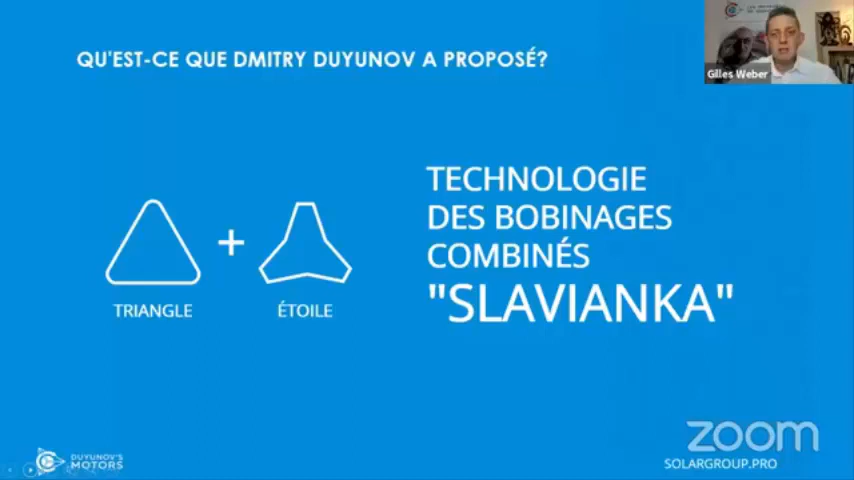 QU'EST-CE QUE DMITRY DUYUNOV A PROPOSÉ?
Gilles Weber
TECHNOLOGIE
DES BOBINAGES
COMBINÉS
"SLAVIANKA"
TRIANGLE
+
ÉTOILE
DUYUNOV'S
MOTORS
zoom
SOLARGROUP.PRO